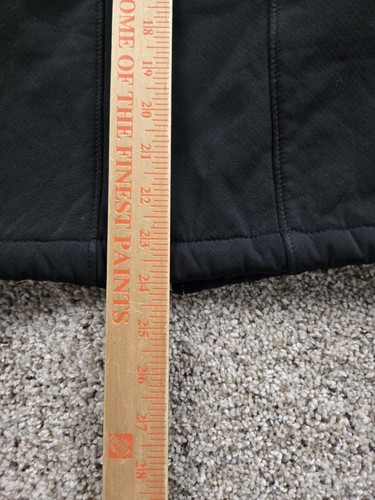 OME OF THE FINEST PAINTS
18 19 20 21 22 23 24 25 26 27 28